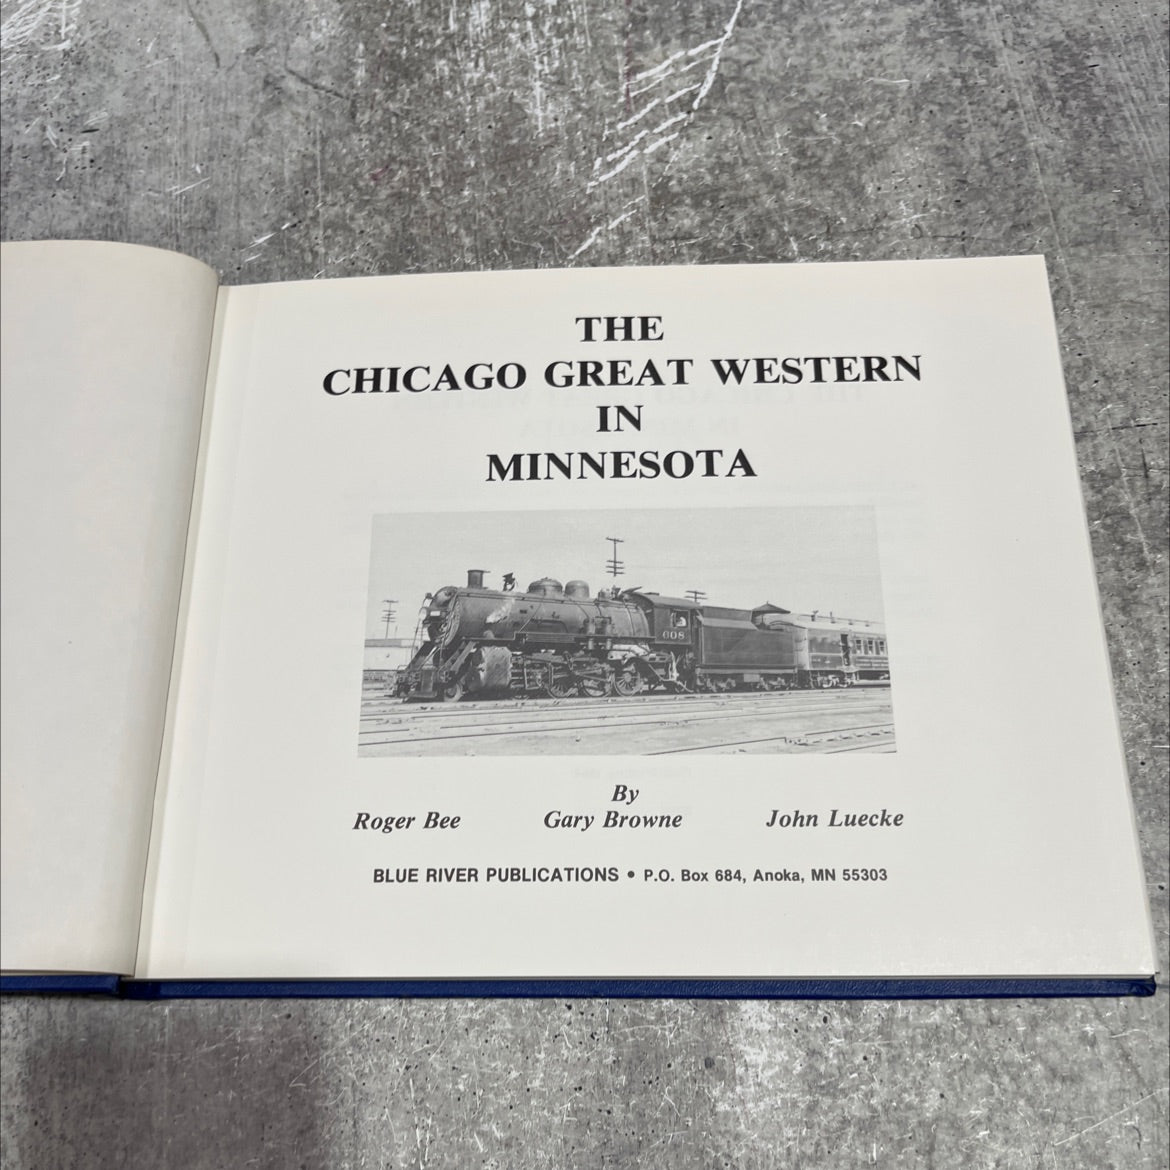 THE
CHICAGO GREAT WESTERN
IN
MINNESOTA
608
By
Roger Bee Gary Browne John Luecke
BLUE RIVER PUBLICATIONS • P.O. Box 684, Anoka, MN 55303